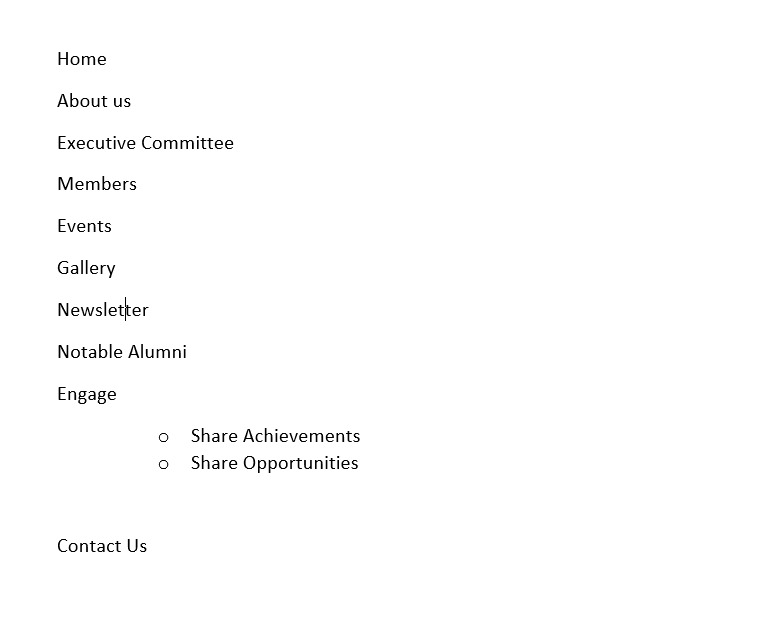 Home
About us
Executive Committee
Members
Events
Gallery
Newsletter
Notable Alumni
Engage
o Share Achievements
o Share Opportunities
Contact Us